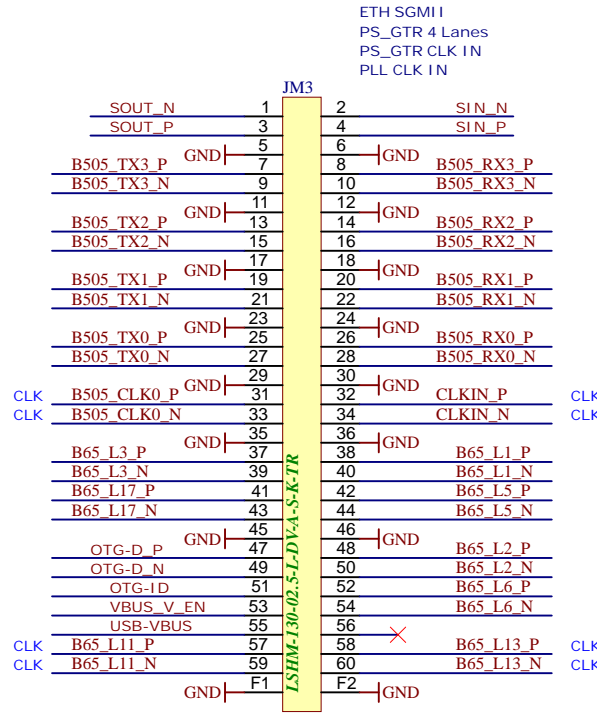 ETH SGMII
PS_GTR 4 Lanes
PS_GTR CLK IN
PLL CLK IN
JM3
SOUT_N 1 2 SIN_N
SOUT_P 3 4 SIN_P
GND 5 6 GND
B505_TX3_P 7 8 B505_RX3_P
B505_TX3_N 9 10 B505_RX3_N
GND 11 12 GND
B505_TX2_P 13 14 B505_RX2_P
B505_TX2_N 15 16 B505_RX2_N
GND 17 18 GND
B505_TX1_P 19 20 B505_RX1_P
B505_TX1_N 21 22 B505_RX1_N
GND 23 24 GND
B505_TX0_P 25 26 B505_RX0_P
B505_TX0_N 27 28 B505_RX0_N
GND 29 30 GND
CLK B505_CLK0_P 31 32 CLKIN_P CLK
CLK B505_CLK0_N 33 34 CLKIN_N CLK
GND 35 36 GND
B65_L3_P 37 38 B65_L1_P
B65_L3_N 39 40 B65_L1_N
B65_L17_P 41 42 B65_L5_P
B65_L17_N 43 44 B65_L5_N
GND 45 46 GND
OTG-D_P 47 48 B65_L2_P
OTG-D_N 49 50 B65_L2_N
OTG-ID 51 52 B65_L6_P
VBUS_V_EN 53 54 B65_L6_N
USB-VBUS 55 56
CLK B65_L11_P 57 58 B65_L13_P CLK
CLK B65_L11_N 59 60 B65_L13_N CLK
GND F1 F2 GND
LSHM-130-02.5-L-DV-A-S-K-TR